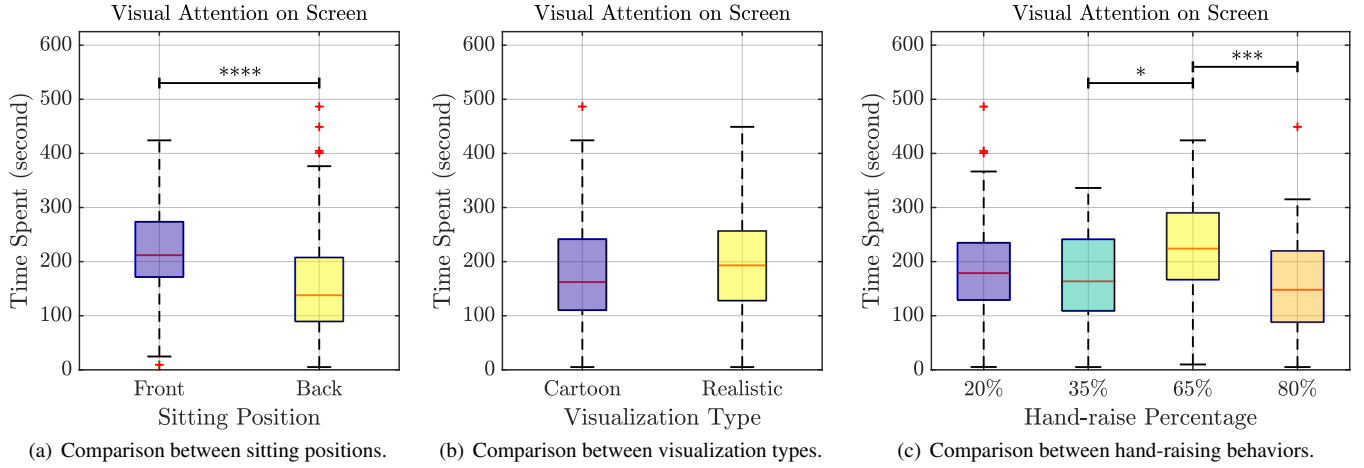 Visual Attention on Screen
600
500
400
300
200
100
0
Time Spent (second)
****
Front Back
Sitting Position
(a) Comparison between sitting positions.
Visual Attention on Screen
600
500
400
300
200
100
0
Time Spent (second)
Cartoon Realistic
Visualization Type
(b) Comparison between visualization types.
Visual Attention on Screen
600
500
400
300
200
100
0
Time Spent (second)
* ***
20% 35% 65% 80%
Hand-raise Percentage
(c) Comparison between hand-raising behaviors.